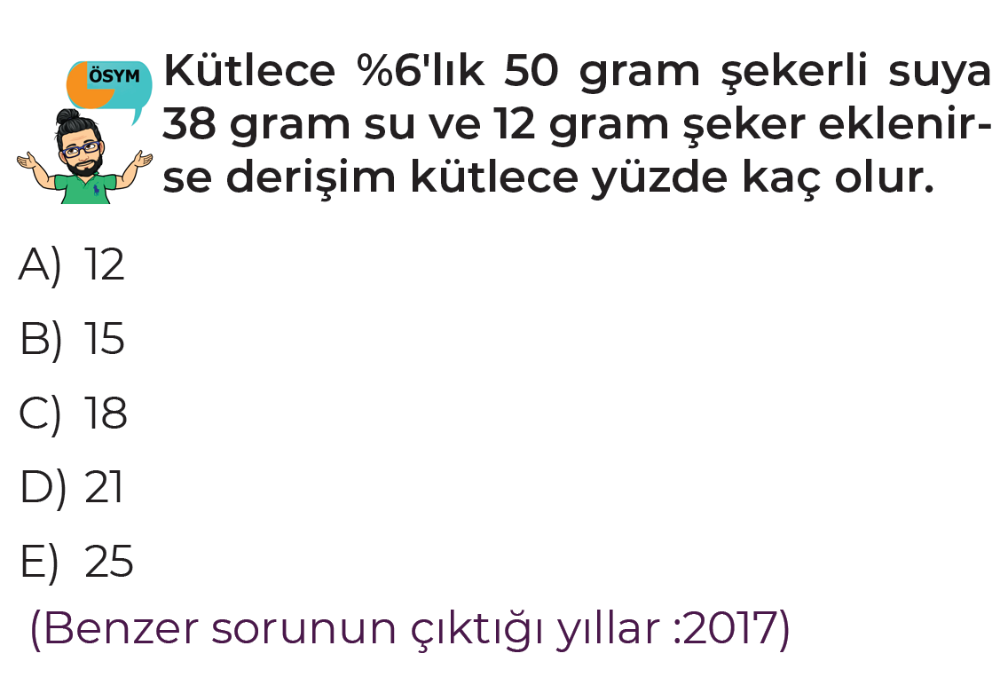 ÖSYM
Kütlece %6'lık 50 gram şekerli suya
38 gram su ve 12 gram şeker eklenir-
se derişim kütlece yüzde kaç olur.
A) 12
B) 15
C) 18
D) 21
E) 25
(Benzer sorunun çıktığı yıllar :2017)